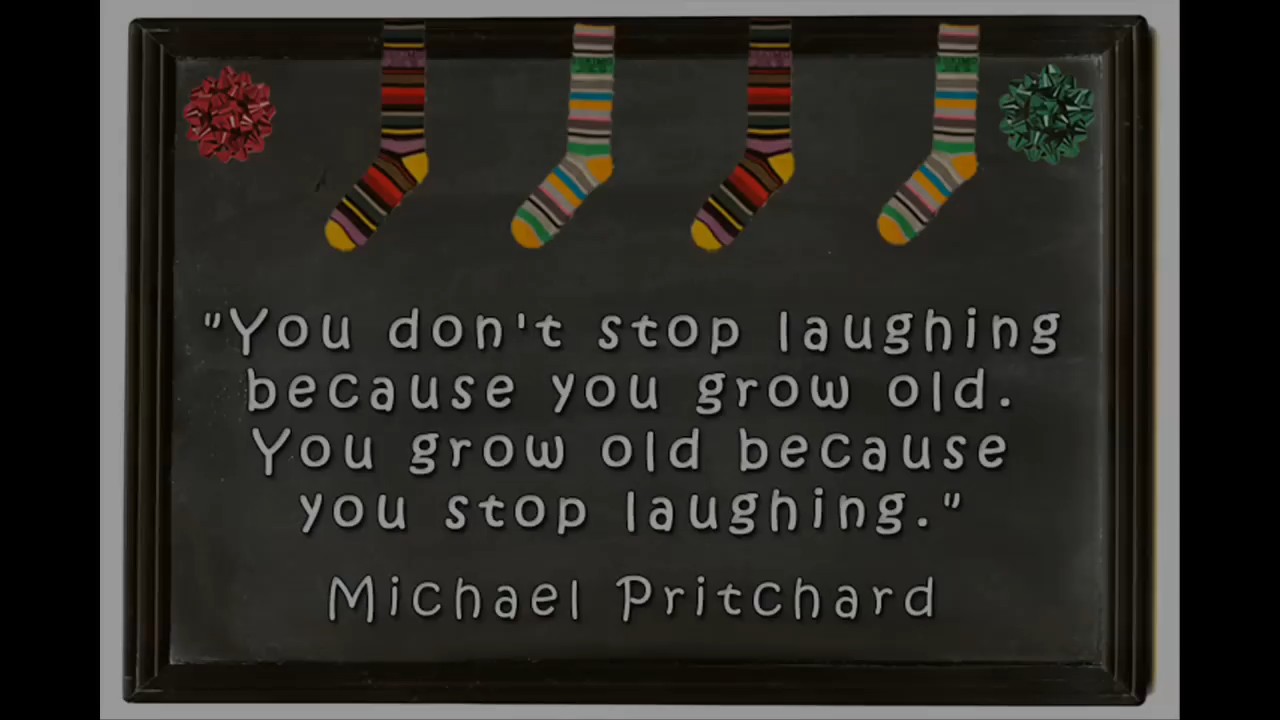 "You don't stop laughing
because you grow old.
You grow old because
you stop laughing."
Michael Pritchard